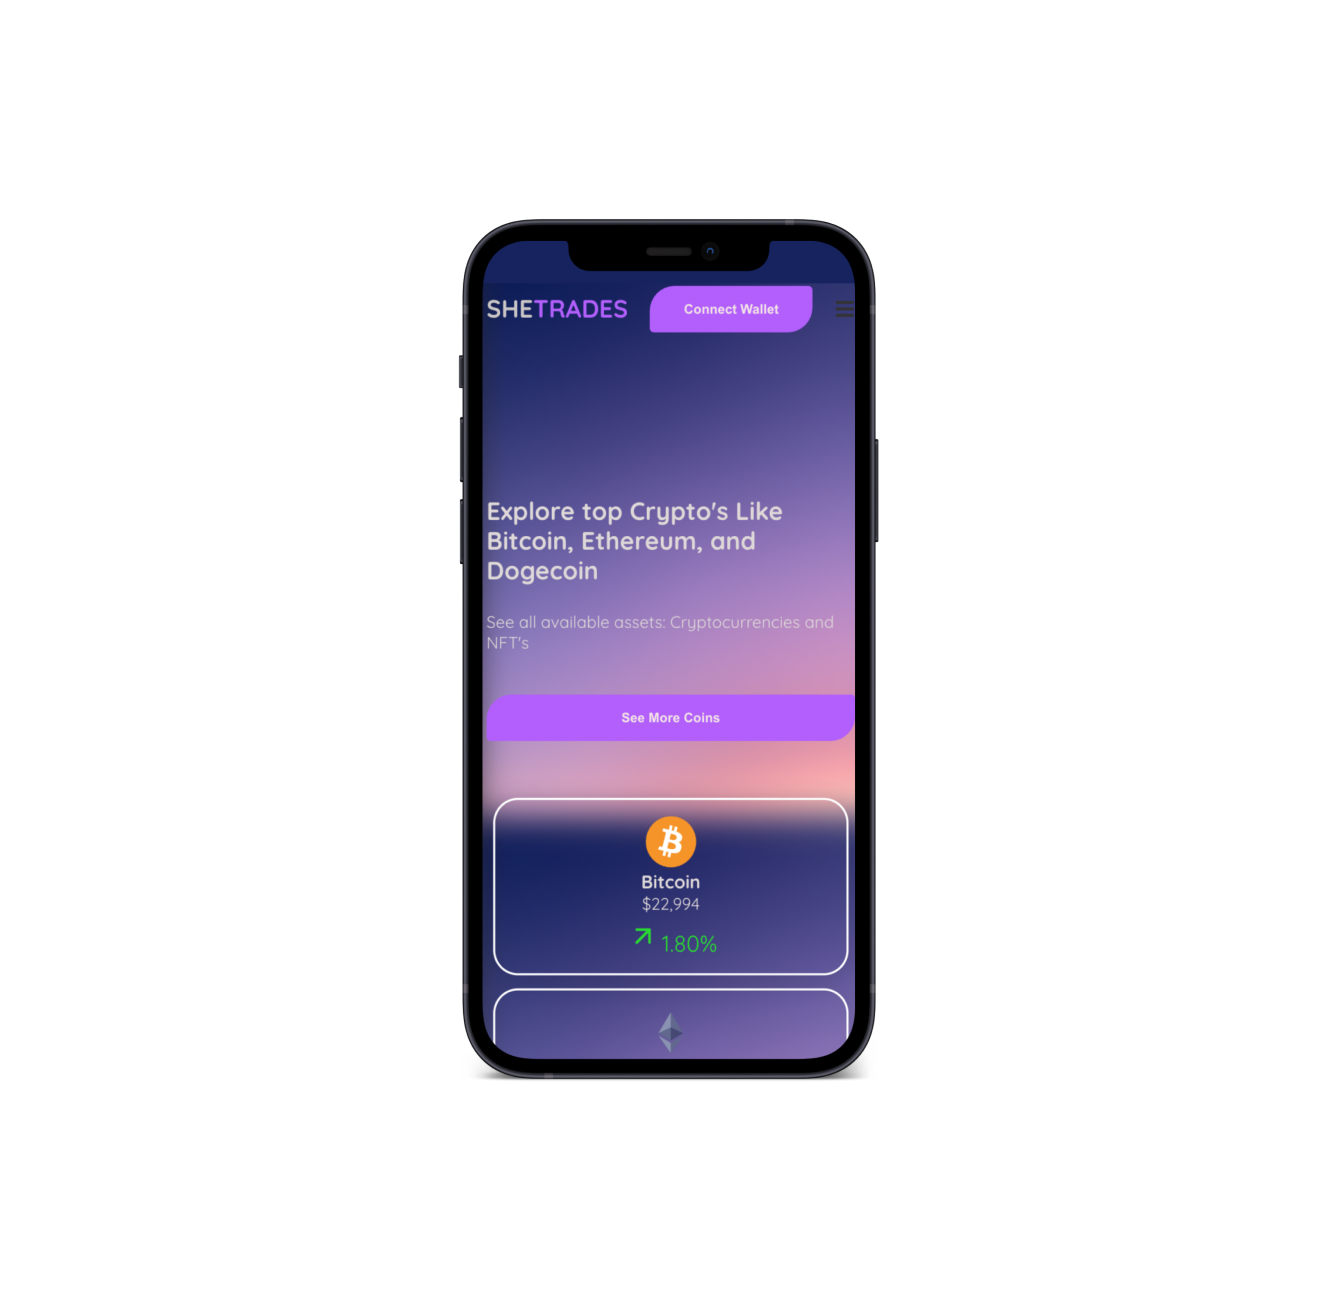 SHETRADES
Connect Wallet
Explore top Crypto's Like
Bitcoin, Ethereum, and
Dogecoin
See all available assets: Cryptocurrencies and
NFT's
See More Coins
Bitcoin
$22,994
1.80%